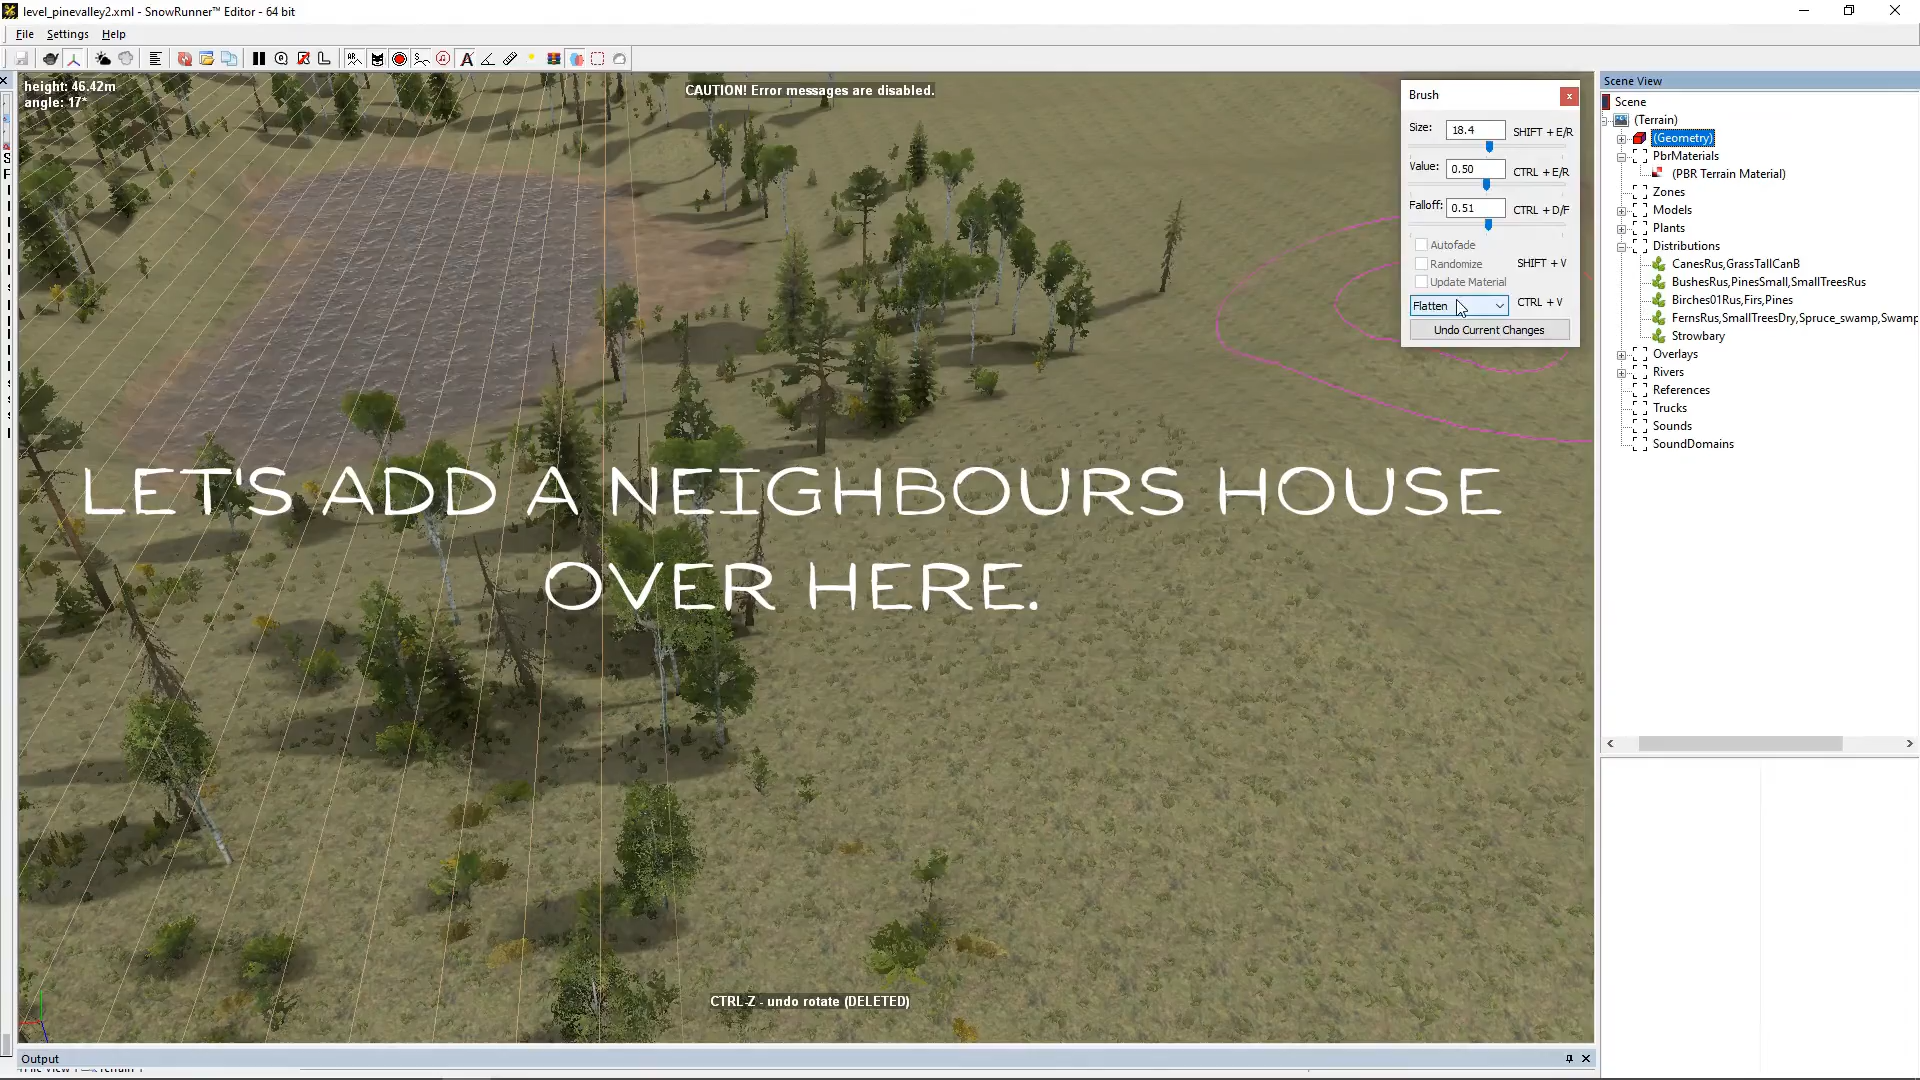 level_pinevalley2.xml - SnowRunner™ Editor - 64 bit
File Settings Help
height: 46.42m
angle: 17°
CAUTION! Error messages are disabled.
Brush
x
Size: 18.4 SHIFT + E/R
Value: 0.50 CTRL + E/R
Falloff: 0.51 CTRL + D/F
Autofade
Randomize SHIFT + V
Update Material
Flatten CTRL + V
Undo Current Changes
Scene View
Scene
(Terrain)
(Geometry)
PbrMaterials
(PBR Terrain Material)
Zones
Models
Plants
Distributions
CanesRus,GrassTallCanB
BushesRus,PinesSmall,SmallTreesRus
Birches01Rus,Firs,Pines
FernsRus,SmallTreesDry,Spruce_swamp,Swamp
Strowbary
Overlays
Rivers
References
Trucks
Sounds
SoundDomains
LET'S ADD A NEIGHBOURS HOUSE
OVER HERE.
CTRL-Z - undo rotate (DELETED)
Output